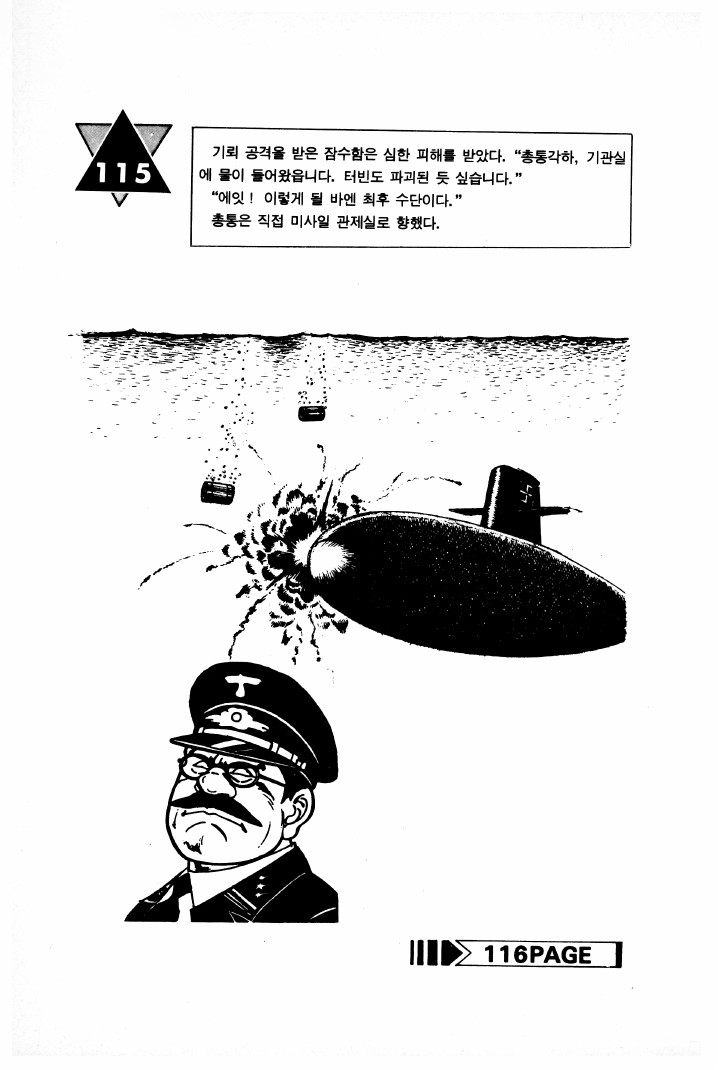 115
기뢰 공격을 받은 잠수함은 심한 피해를 받았다. “총통각하, 기관실
에 물이 들어왔읍니다. 터빈도 파괴된 듯 싶습니다.”
“에잇! 이렇게 될 바엔 최후 수단이다.”
총통은 직접 미사일 관제실로 향했다.
116PAGE